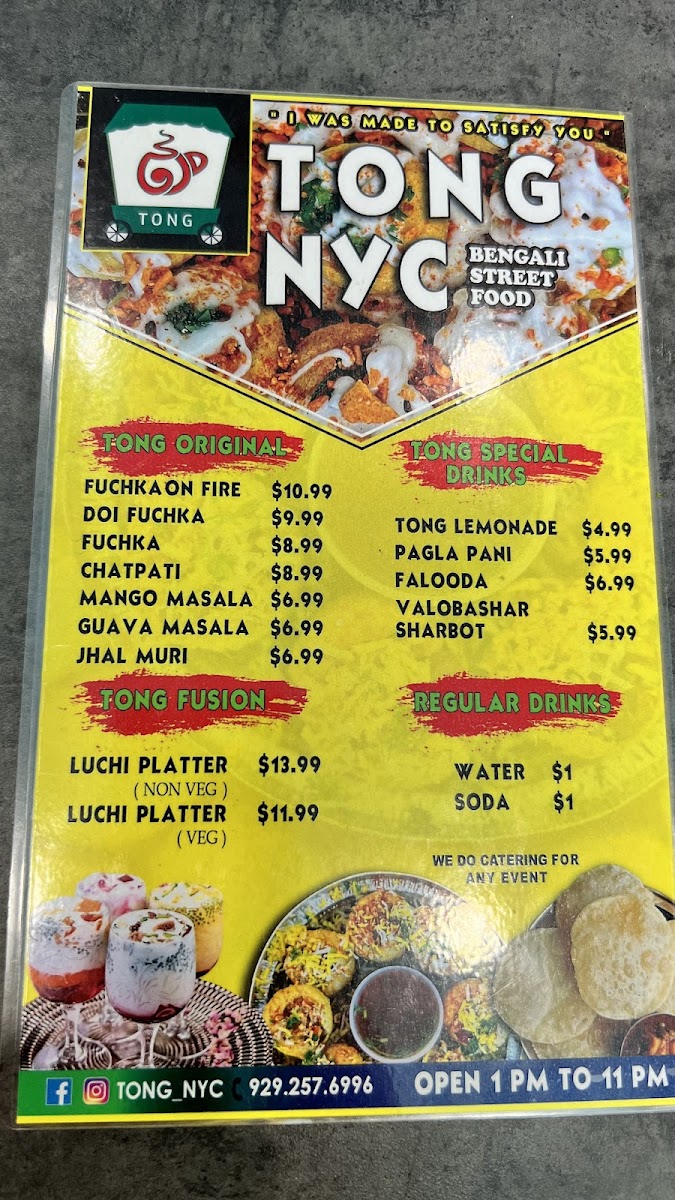 " I WAS MADE TO SATISFY YOU "
TONG
TONG
NYC
BENGALI
STREET
FOOD
TONG ORIGINAL
FUCHKAON FIRE $10.99
DOI FUCHKA $9.99
FUCHKA $8.99
CHATPATI $8.99
MANGO MASALA $6.99
GUAVA MASALA $6.99
JHAL MURI $6.99
TONG SPECIAL
DRINKS
TONG LEMONADE $4.99
PAGLA PANI $5.99
FALOODA $6.99
VALOBASHAR
SHARBOT $5.99
TONG FUSION
LUCHI PLATTER $13.99
( NON VEG )
LUCHI PLATTER $11.99
( VEG )
REGULAR DRINKS
WATER $1
SODA $1
WE DO CATERING FOR
ANY EVENT
TONG_NYC 929.257.6996 OPEN 1 PM TO 11 PM